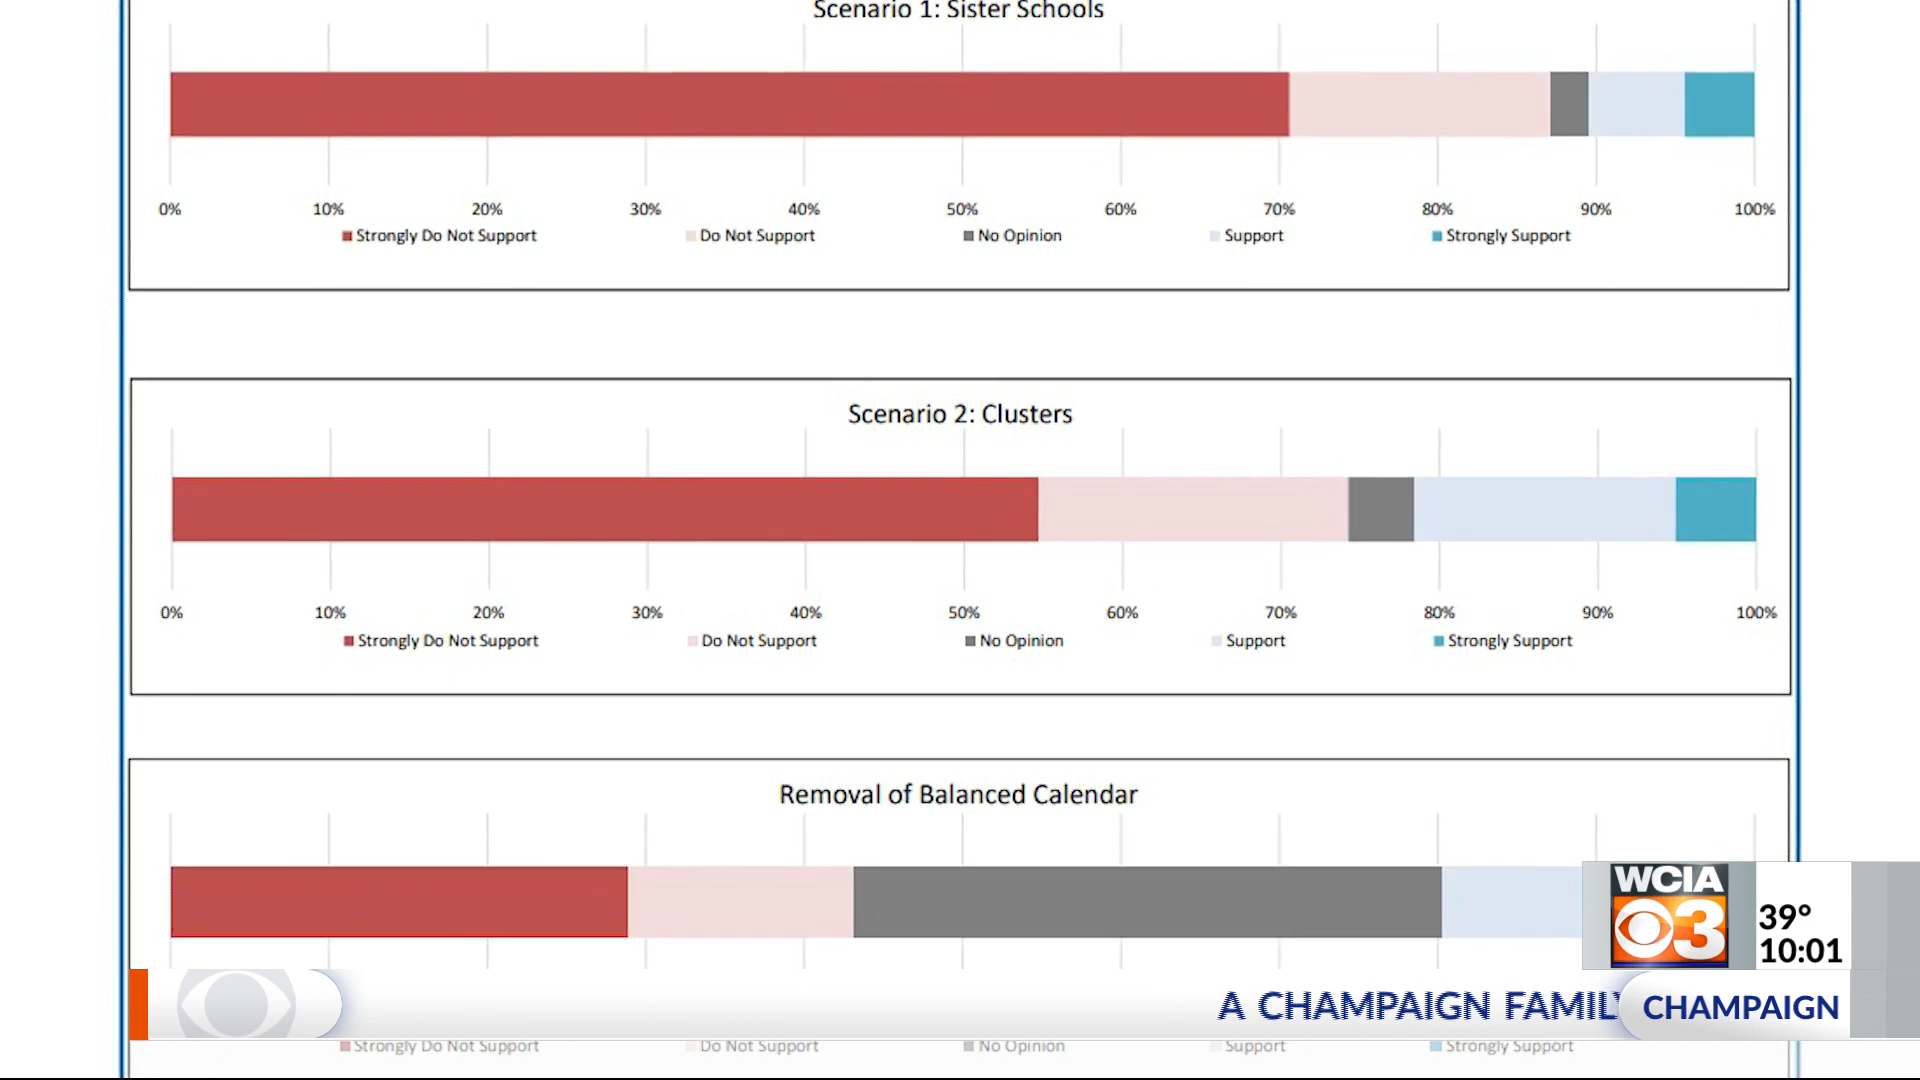 Scenario 1: Sister Schools
0% 10% 20% 30% 40% 50% 60% 70% 80% 90% 100%
Strongly Do Not Support Do Not Support No Opinion Support Strongly Support
Scenario 2: Clusters
0% 10% 20% 30% 40% 50% 60% 70% 80% 90% 100%
Strongly Do Not Support Do Not Support No Opinion Support Strongly Support
Removal of Balanced Calendar
WCIA
3
39°
10:01
A CHAMPAIGN FAMILY
CHAMPAIGN
Strongly Do Not Support Do Not Support No Opinion Support Strongly Support